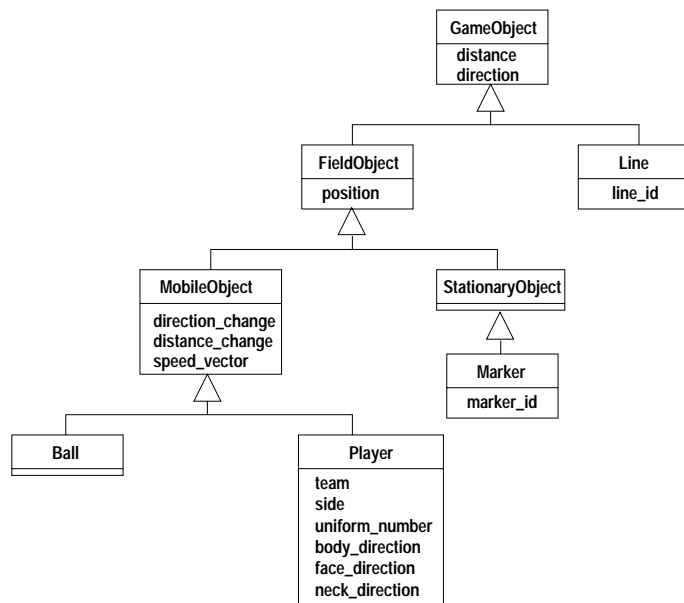 GameObject
distance
direction
FieldObject
position
Line
line_id
MobileObject
direction_change
distance_change
speed_vector
StationaryObject
Marker
marker_id
Ball
Player
team
side
uniform_number
body_direction
face_direction
neck_direction